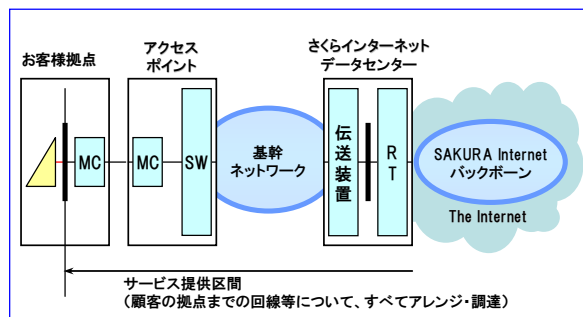 お客様拠点
アクセス
ポイント
さくらインターネット
データセンター
MC
MC
SW
基幹
ネットワーク
伝送装置
RT
SAKURA Internet
バックボーン
The Internet
サービス提供区間
(顧客の拠点までの回線等について、すべてアレンジ・調達)